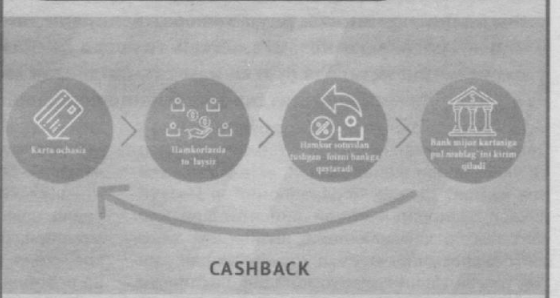 Karta ochasiz
Hamkorlarda
to'laysiz
Hamkor sotuvdan
tushgan foizni bankga
qaytaradi
Bank mijoz kartasiga
pul mablag'ini kirim
qiladi
CASHBACK